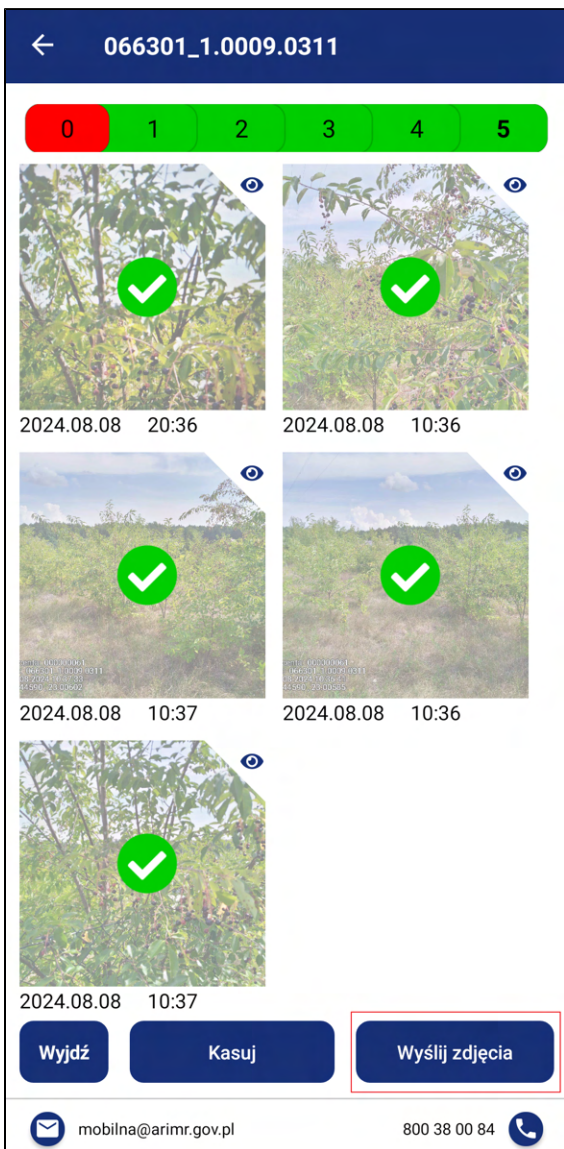 066301_1.0009.0311
0 1 2 3 4 5
2024.08.08 20:36 2024.08.08 10:36
2024.08.08 10:37 2024.08.08 10:36
2024.08.08 10:37
Wyjdź Kasuj Wyślij zdjęcia
mobilna@arimr.gov.pl 800 38 00 84